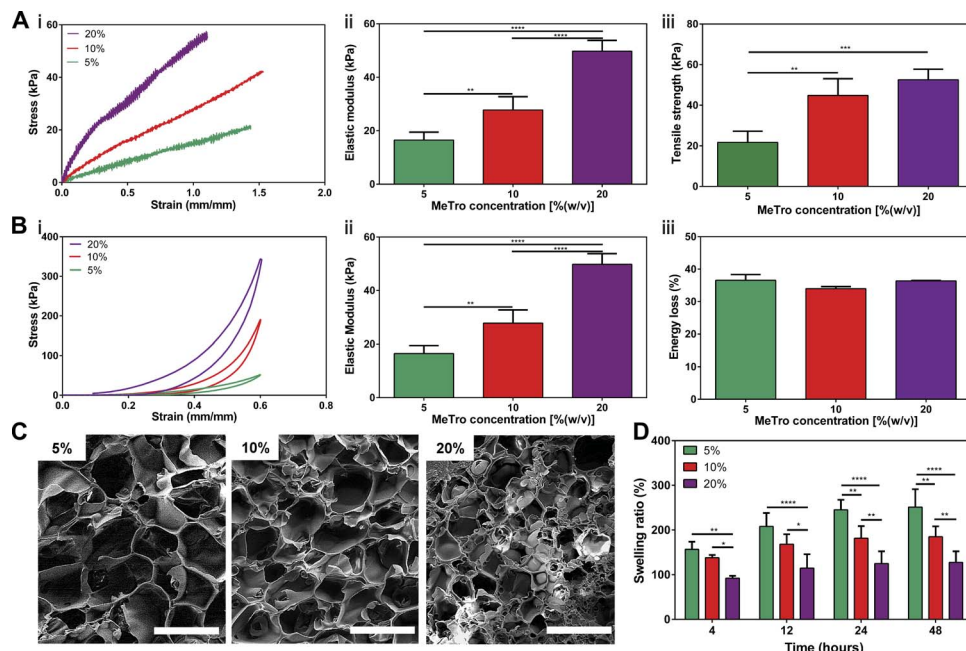 A
i
Stress (kPa)
60
40
20
0
20%
10%
5%
0.0 0.5 1.0 1.5 2.0
Strain (mm/mm)
ii
Elastic modulus (kPa)
60
40
20
0
****
****
**
5 10 20
MeTro concentration [%(w/v)]
iii
Tensile strength (kPa)
80
60
40
20
0
***
**
5 10 20
MeTro concentration [%(w/v)]
B
i
Stress (kPa)
400
300
200
100
0
20%
10%
5%
0.0 0.2 0.4 0.6 0.8
Strain (mm/mm)
ii
Elastic Modulus (kPa)
60
40
20
0
****
****
**
5 10 20
MeTro concentration [%(w/v)]
iii
Energy loss (%)
50
40
30
20
10
0
5 10 20
MeTro concentration [%(w/v)]
C
5%
10%
20%
D
Swelling ratio (%)
400
300
200
100
0
5%
10%
20%
**
*
****
*
****
**
**
****
**
**
4 12 24 48
Time (hours)